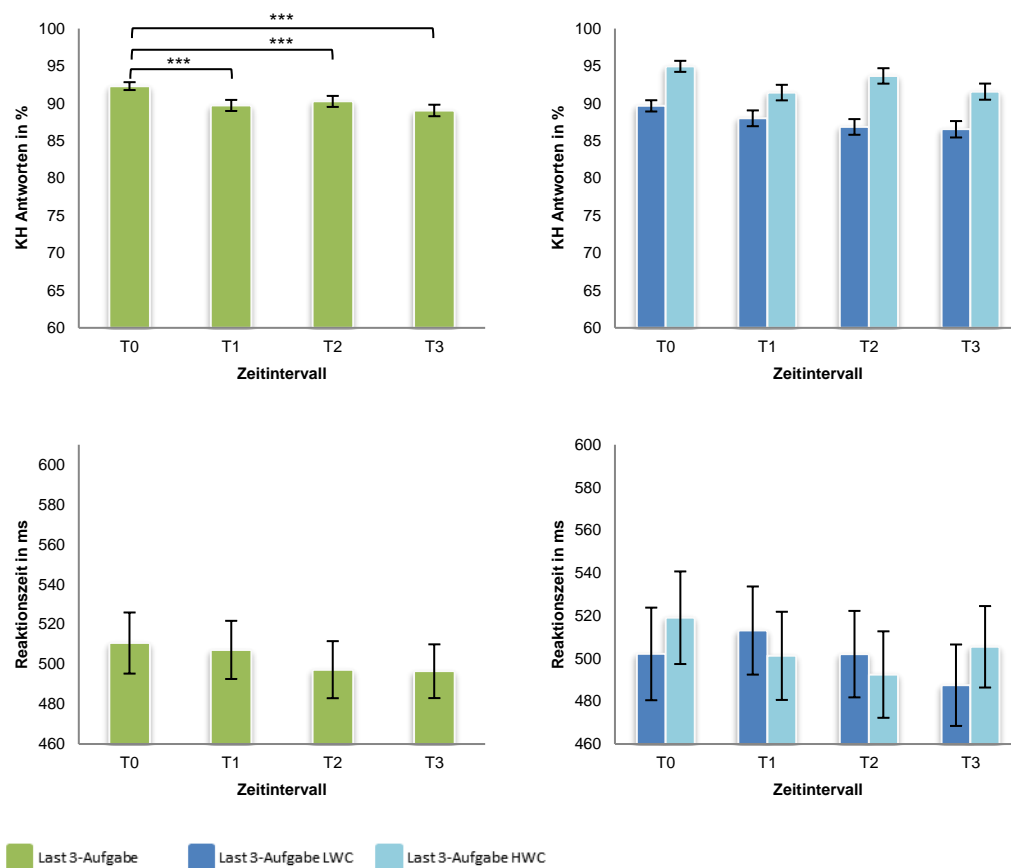 ***
***
***
KH Antworten in %
100
95
90
85
80
75
70
65
60
T0 T1 T2 T3
Zeitintervall
KH Antworten in %
100
95
90
85
80
75
70
65
60
T0 T1 T2 T3
Zeitintervall
Reaktionszeit in ms
600
580
560
540
520
500
480
460
T0 T1 T2 T3
Zeitintervall
Reaktionszeit in ms
600
580
560
540
520
500
480
460
T0 T1 T2 T3
Zeitintervall
Last 3-Aufgabe Last 3-Aufgabe LWC Last 3-Aufgabe HWC